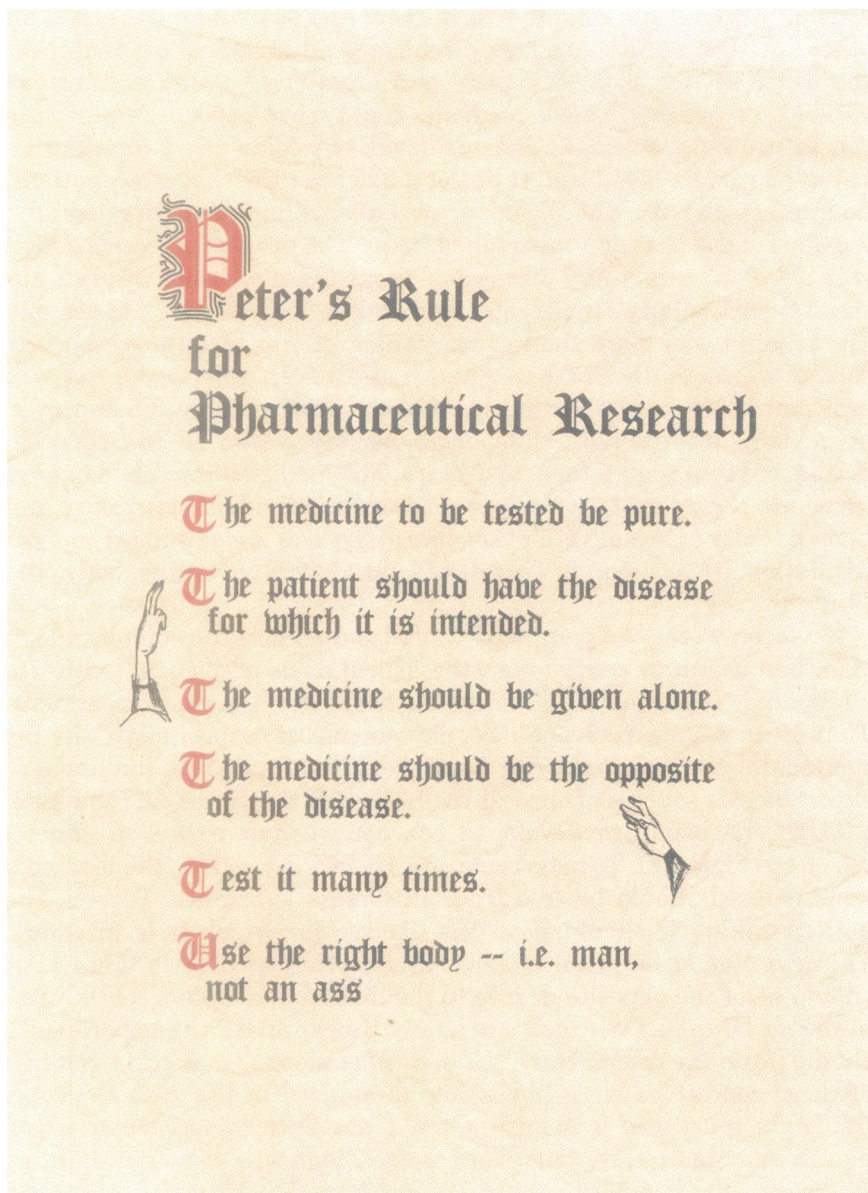 Peter's Rule
for
Pharmaceutical Research
The medicine to be tested be pure.
The patient should have the disease
for which it is intended.
The medicine should be given alone.
The medicine should be the opposite
of the disease.
Test it many times.
Use the right body -- i.e. man,
not an ass